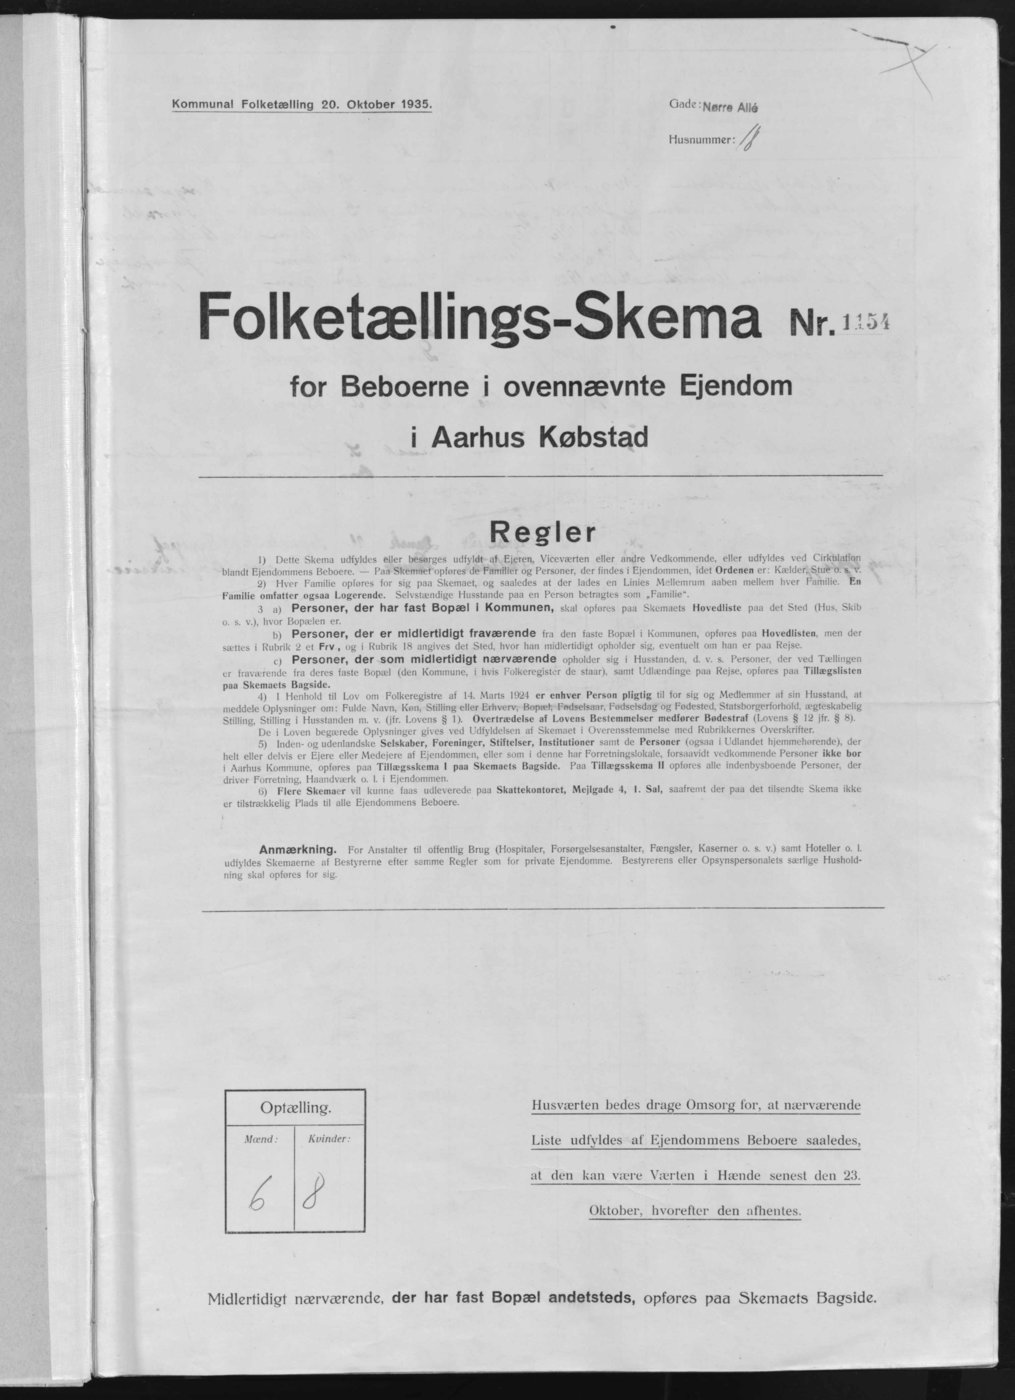 Kommunal Folketælling 20. Oktober 1935.
Gade: Nørre Allé
Husnummer: 18
Folketællings-Skema Nr. 1154
for Beboerne i ovennævnte Ejendom
i Aarhus Købstad
Regler
1) Dette Skema udfyldes eller besørges udfyldt af Ejeren, Viceværten eller andre Vedkommende, eller udfyldes ved Cirkulation
blandt Ejendommens Beboere. — Paa Skemaet opføres de Familier og Personer, der findes i Ejendommen, idet Ordenen er: Kælder, Stue o. s. v.
2) Hver Familie opføres for sig paa Skemaet, og saaledes at der lades en Linies Mellemrum aaben mellem hver Familie. En
Familie omfatter ogsaa Logerende. Selvstændige Husstande paa en Person betragtes som „Familie".
3 a) Personer, der har fast Bopæl i Kommunen, skal opføres paa Skemaets Hovedliste paa det Sted (Hus, Skib
o. s. v.), hvor Bopælen er.
b) Personer, der er midlertidigt fraværende fra den faste Bopæl i Kommunen, opføres paa Hovedlisten, men der
sættes i Rubrik 2 et Frv., og i Rubrik 18 angives det Sted, hvor han midlertidigt opholder sig, eventuelt om han er paa Rejse.
c) Personer, der som midlertidigt nærværende opholder sig i Husstanden, d. v. s. Personer, der ved Tællingen
er fraværende fra deres faste Bopæl (den Kommune, i hvis Folkeregister de staar), samt Udlændinge paa Rejse, opføres paa Tillægslisten
paa Skemaets Bagside.
4) I Henhold til Lov om Folkeregistre af 14. Marts 1924 er enhver Person pligtig til for sig og Medlemmer af sin Husstand, at
meddele Oplysninger om: Fulde Navn, Køn, Stilling eller Erhverv, Bopæl, Fødselsaar, Fødselsdag og Fødested, Statsborgerforhold, ægteskabelig
Stilling, Stilling i Husstanden m. v. (jfr. Lovens § 1). Overtrædelse af Lovens Bestemmelser medfører Bødestraf (Lovens § 12 jfr. § 8).
De i Loven begærede Oplysninger gives ved Udfyldelsen af Skemaet i Overensstemmelse med Rubrikkernes Overskrifter.
5) Inden- og udenlandske Selskaber, Foreninger, Stiftelser, Institutioner samt de Personer (ogsaa i Udlandet hjemmehørende), der
helt eller delvis er Ejere eller Medejere af Ejendommen, eller som i denne har Forretningslokale, forsaavidt vedkommende Personer ikke bor
i Aarhus Kommune, opføres paa Tillægsskema I paa Skemaets Bagside. Paa Tillægsskema II opføres alle indenbysboende Personer, der
driver Forretning, Haandværk o. l. i Ejendommen.
6) Flere Skemaer vil kunne faas udleverede paa Skattekontoret, Mejlgade 4, 1. Sal, saafremt der paa det tilsendte Skema ikke
er tilstrækkelig Plads til alle Ejendommens Beboere.
Anmærkning. For Anstalter til offentlig Brug (Hospitaler, Forsørgelsesanstalter, Fængsler, Kaserner o. s. v.) samt Hoteller o. l.
udfyldes Skemaerne af Bestyrerne efter samme Regler som for private Ejendomme. Bestyrerens eller Opsynspersonalets særlige Hushold-
ning skal opføres for sig.
Optælling.
Mænd: Kvinder:
6 8
Husværten bedes drage Omsorg for, at nærværende
Liste udfyldes af Ejendommens Beboere saaledes,
at den kan være Værten i Hænde senest den 23.
Oktober, hvorefter den afhentes.
Midlertidigt nærværende, der har fast Bopæl andetsteds, opføres paa Skemaets Bagside.